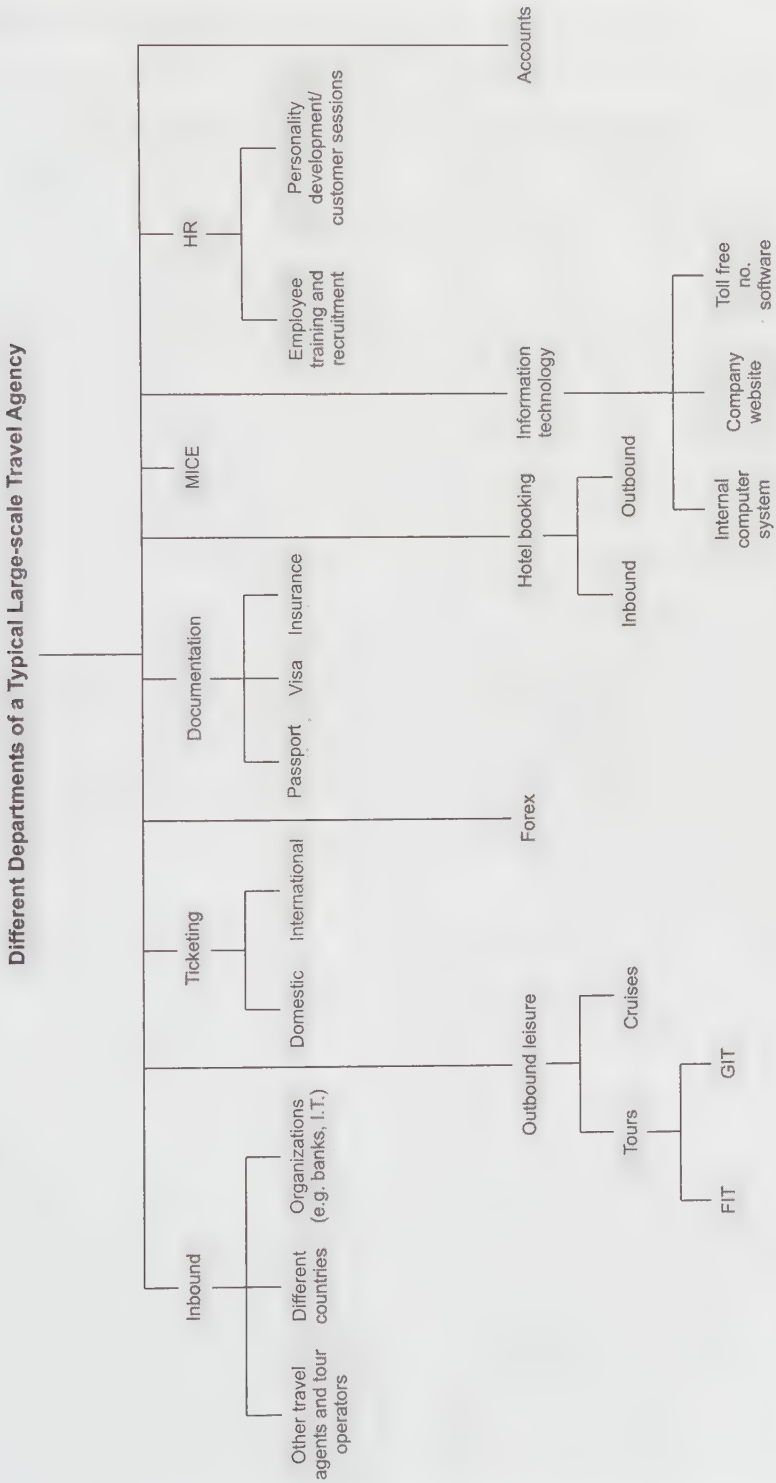 Different Departments of a Typical Large-scale Travel Agency
Inbound
Other travel
agents and tour
operators
Different
countries
Organizations
(e.g. banks, I.T.)
Ticketing
Domestic
International
Documentation
Passport
Visa
Insurance
MICE
HR
Employee
training and
recruitment
Personality
development/
customer sessions
Outbound leisure
Tours
Cruises
FIT
GIT
Forex
Hotel booking
Inbound
Outbound
Information
technology
Internal
computer
system
Company
website
Toll free
no.
software
Accounts